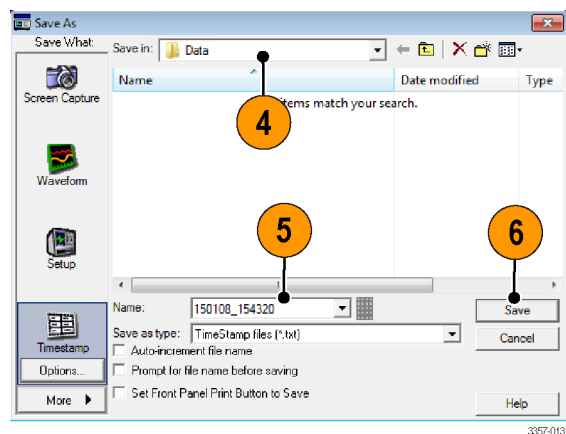 Save As
Save What:
Save in: Data
Name Date modified Type
items match your search.
4
Screen Capture
Waveform
5
6
Setup
Name: 150108_154320
Save
Save as type: TimeStamp files (*.txt)
Cancel
Timestamp
Auto-increment file name
Options...
Prompt for file name before saving
Set Front Panel Print Button to Save
More
Help
3357-013